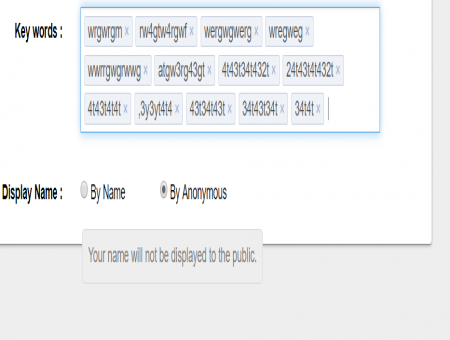 Key words : wrgwrgm × rw4gtw4rgwf × wergwgwerg × wregweg ×
wwrrgwgrwwg × atgw3rg43gt × 4t43t34t432t × 24t43t4t432t ×
4t43t4t4t × ,3y3yt4t4 × 43t34t43t × 34t43t34t × 34t4t ×
Display Name : By Name By Anonymous
Your name will not be displayed to the public.